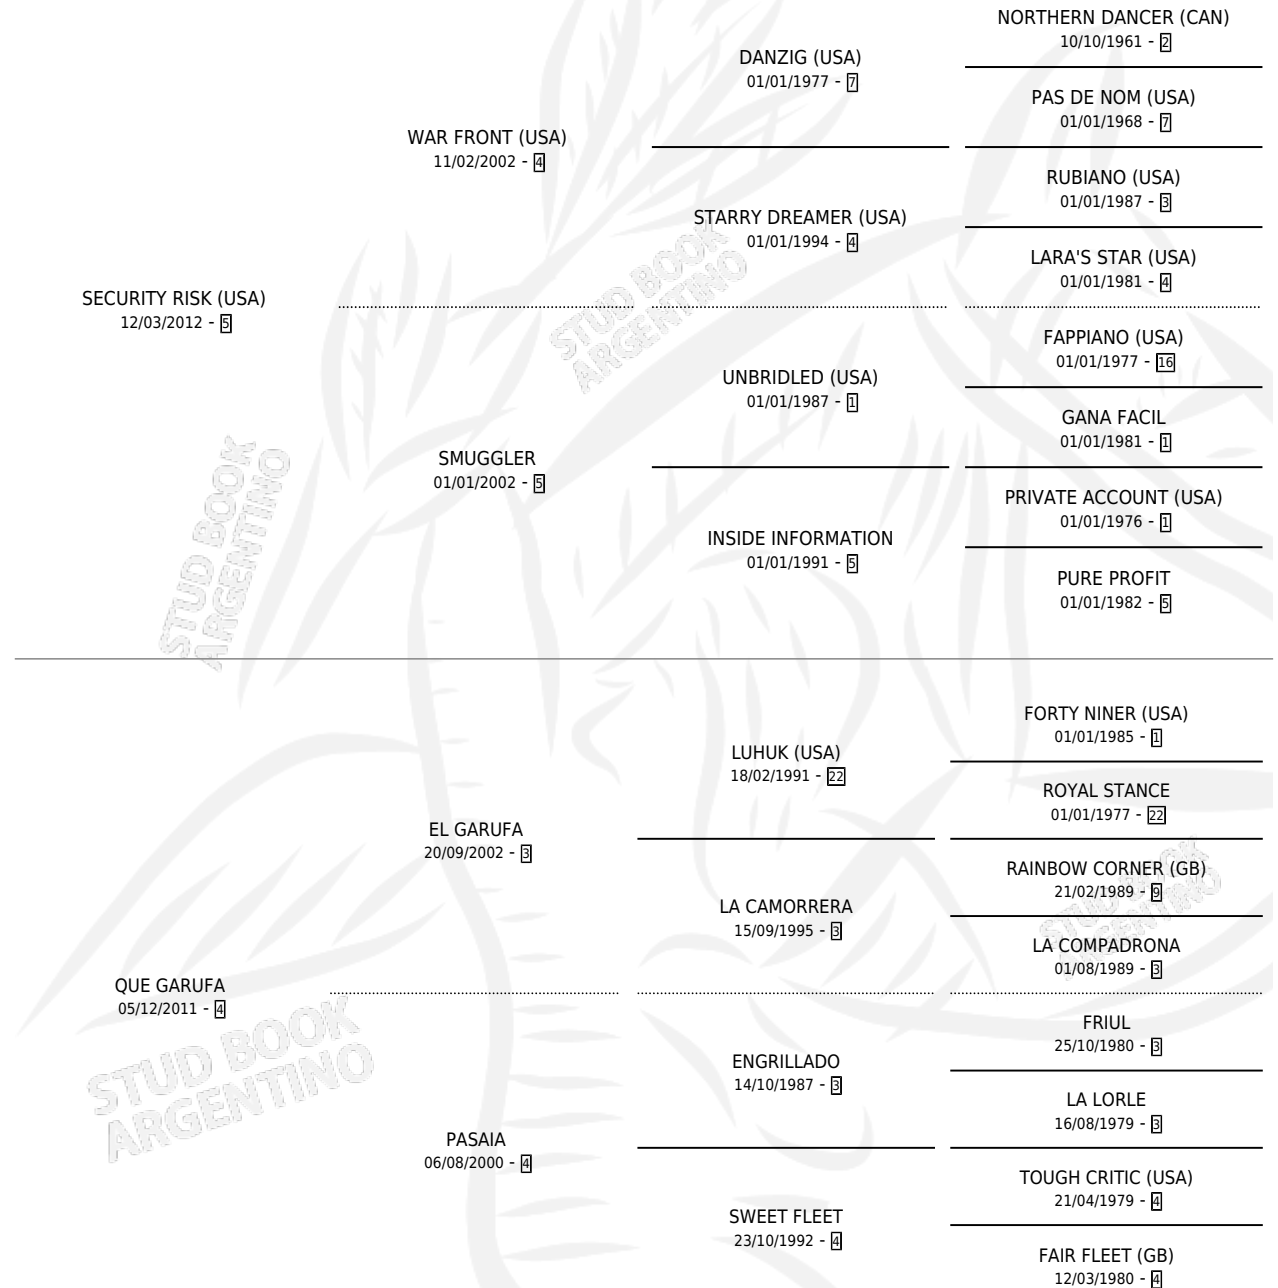 NORTHERN DANCER (CAN)
10/10/1961 - 2
DANZIG (USA)
01/01/1977 - 7
PAS DE NOM (USA)
01/01/1968 - 7
WAR FRONT (USA)
11/02/2002 - 4
RUBIANO (USA)
01/01/1987 - 3
STARRY DREAMER (USA)
01/01/1994 - 4
LARA'S STAR (USA)
01/01/1981 - 4
SECURITY RISK (USA)
12/03/2012 - 5
FAPPIANO (USA)
01/01/1977 - 16
UNBRIDLED (USA)
01/01/1987 - 1
GANA FACIL
01/01/1981 - 1
SMUGGLER
01/01/2002 - 5
PRIVATE ACCOUNT (USA)
01/01/1976 - 1
INSIDE INFORMATION
01/01/1991 - 5
PURE PROFIT
01/01/1982 - 5
STUD BOOK
ARGENTINO
STUD BOOK
ARGENTINO
FORTY NINER (USA)
01/01/1985 - 1
LUHUK (USA)
18/02/1991 - 22
ROYAL STANCE
01/01/1977 - 22
EL GARUFA
20/09/2002 - 3
RAINBOW CORNER (GB)
21/02/1989 - 9
LA CAMORRERA
15/09/1995 - 3
LA COMPADRONA
01/08/1989 - 3
STUD BOOK
ARGENTINO
QUE GARUFA
05/12/2011 - 4
FRIUL
25/10/1980 - 3
ENGRILLADO
14/10/1987 - 3
LA LORLE
16/08/1979 - 3
PASAIA
06/08/2000 - 4
TOUGH CRITIC (USA)
21/04/1979 - 4
SWEET FLEET
23/10/1992 - 4
FAIR FLEET (GB)
12/03/1980 - 4
STUD BOOK
ARGENTINO